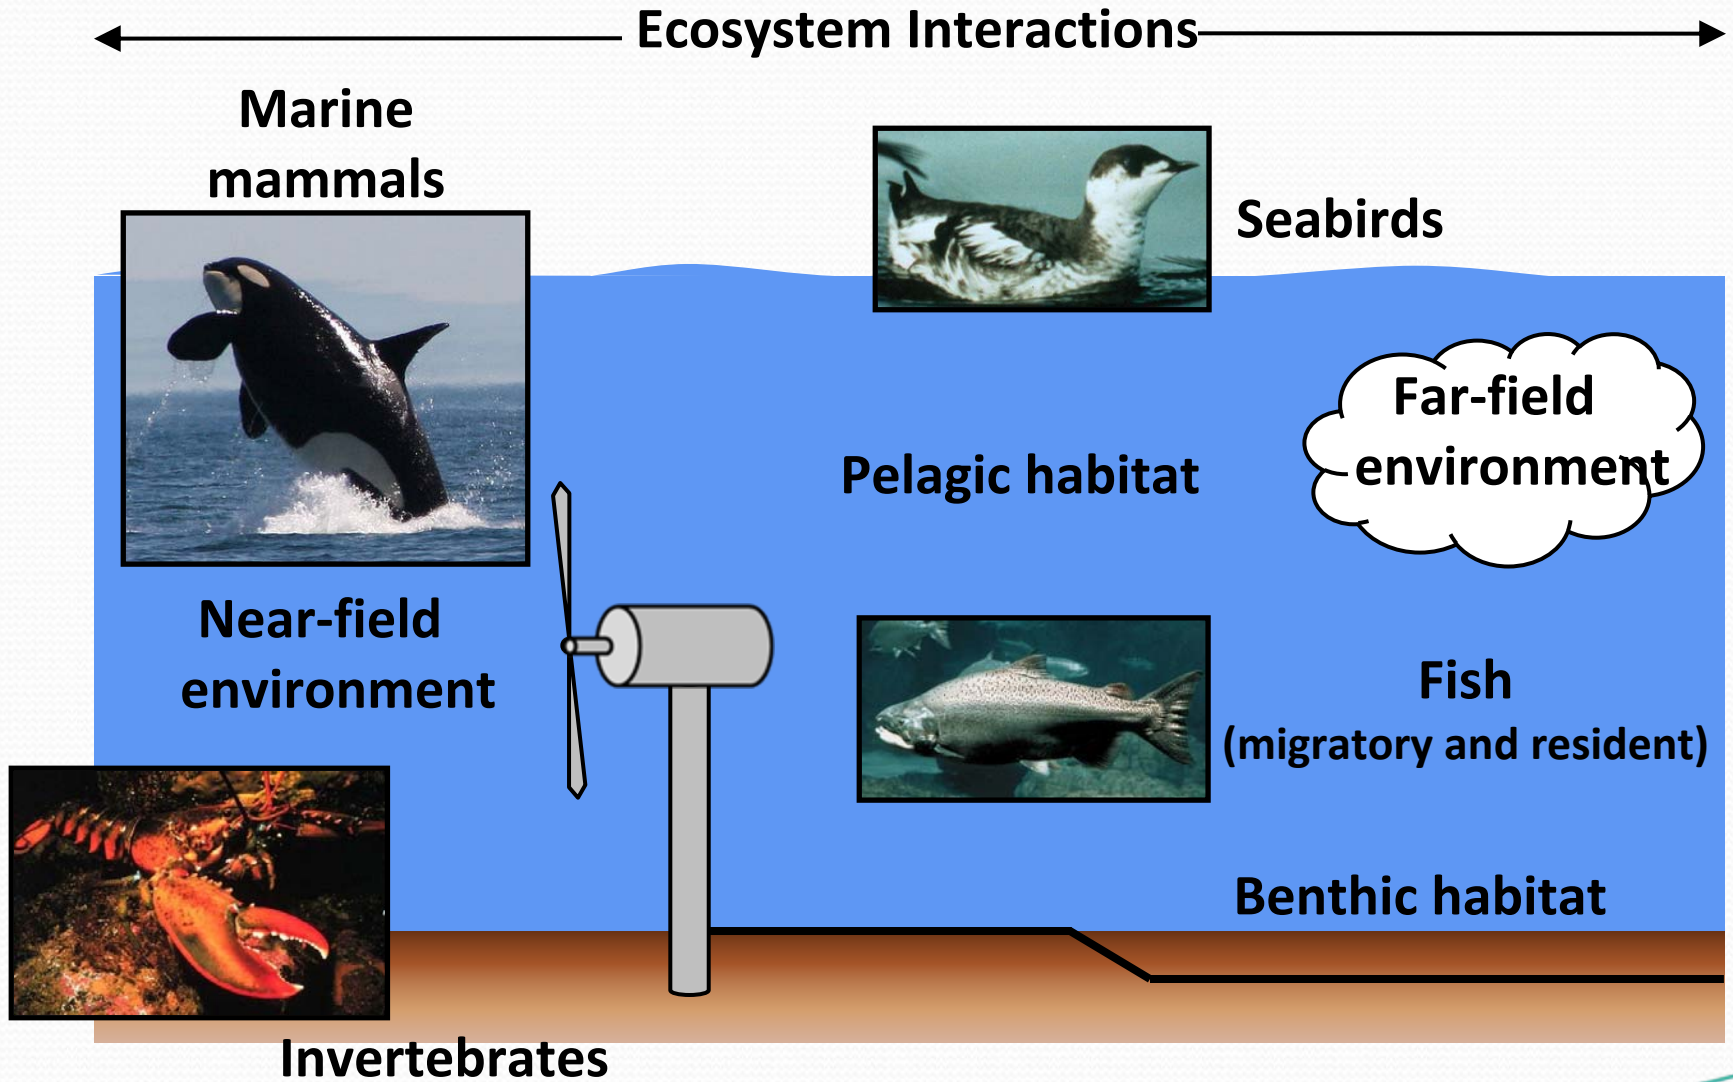 Ecosystem Interactions
Marine
mammals
Seabirds
Far-field
environment
Pelagic habitat
Near-field
environment
Fish
(migratory and resident)
Benthic habitat
Invertebrates